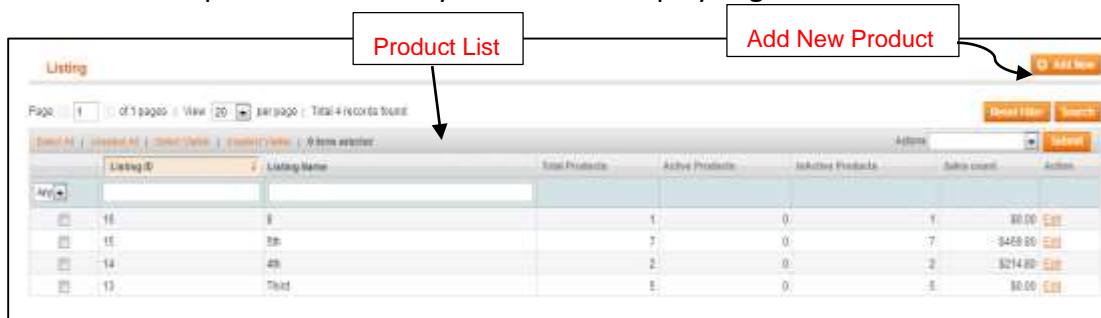 Product List
Add New Product
Listing
Add New
Page 1 of 1 pages | View 20 per page | Total 4 records found
Reset Filter Search
Select All | Unselect All | Select Visible | Unselect Visible | 0 items selected
Actions Submit
Listing ID Listing Name Total Products Active Products InActive Products Sales count Action
Any
16 1 0 1 $0.00 Edit
15 5th 7 0 7 Edit
14 4th 2 0 2 $214.80 Edit
13 Third 5 0 5 $0.00 Edit